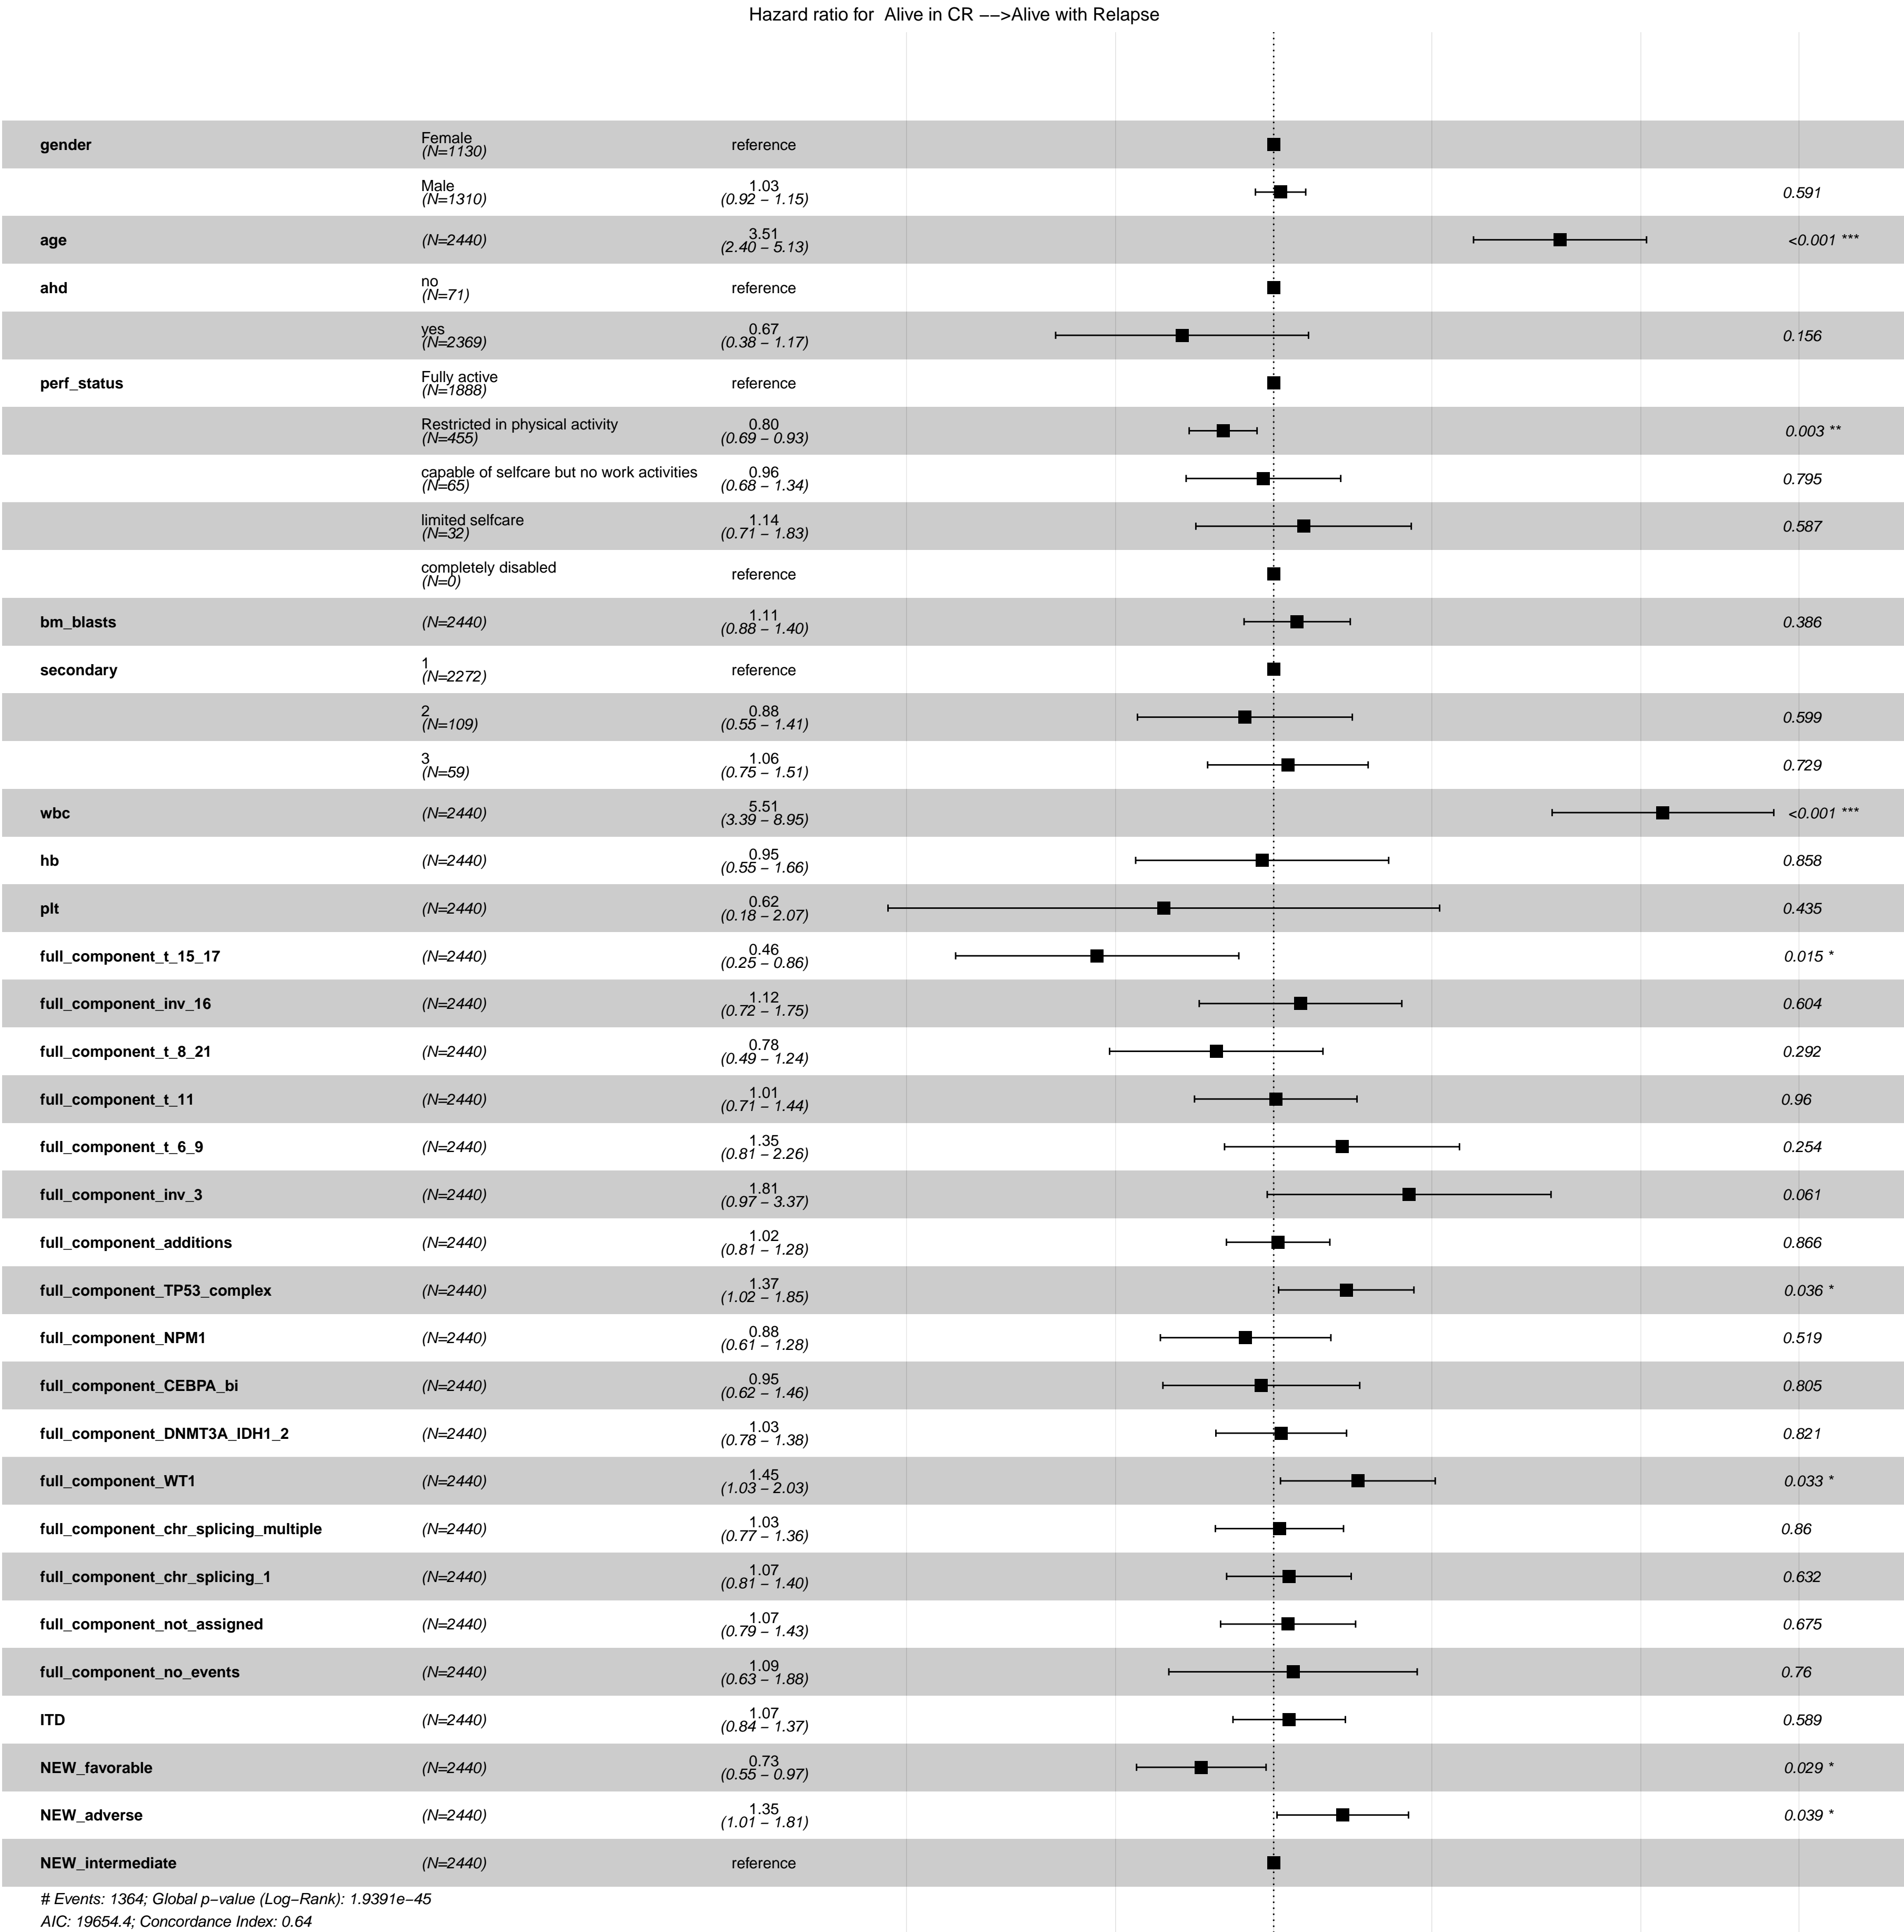 Hazard ratio for  Alive in CR −−>Alive with Relapse
gender Female (N=1130) reference
Male (N=1310) 1.03 (0.92 − 1.15) 0.591
age (N=2440) 3.51 (2.40 − 5.13) <0.001 ***
ahd no (N=71) reference
yes (N=2369) 0.67 (0.38 − 1.17) 0.156
perf_status Fully active (N=1888) reference
Restricted in physical activity (N=455) 0.80 (0.69 − 0.93) 0.003 **
capable of selfcare but no work activities (N=65) 0.96 (0.68 − 1.34) 0.795
limited selfcare (N=32) 1.14 (0.71 − 1.83) 0.587
completely disabled (N=0) reference
bm_blasts (N=2440) 1.11 (0.88 − 1.40) 0.386
secondary 1 (N=2272) reference
2 (N=109) 0.88 (0.55 − 1.41) 0.599
3 (N=59) 1.06 (0.75 − 1.51) 0.729
wbc (N=2440) 5.51 (3.39 − 8.95) <0.001 ***
hb (N=2440) 0.95 (0.55 − 1.66) 0.858
plt (N=2440) 0.62 (0.18 − 2.07) 0.435
full_component_t_15_17 (N=2440) 0.46 (0.25 − 0.86) 0.015 *
full_component_inv_16 (N=2440) 1.12 (0.72 − 1.75) 0.604
full_component_t_8_21 (N=2440) 0.78 (0.49 − 1.24) 0.292
full_component_t_11 (N=2440) 1.01 (0.71 − 1.44) 0.96
full_component_t_6_9 (N=2440) 1.35 (0.81 − 2.26) 0.254
full_component_inv_3 (N=2440) 1.81 (0.97 − 3.37) 0.061
full_component_additions (N=2440) 1.02 (0.81 − 1.28) 0.866
full_component_TP53_complex (N=2440) 1.37 (1.02 − 1.85) 0.036 *
full_component_NPM1 (N=2440) 0.88 (0.61 − 1.28) 0.519
full_component_CEBPA_bi (N=2440) 0.95 (0.62 − 1.46) 0.805
full_component_DNMT3A_IDH1_2 (N=2440) 1.03 (0.78 − 1.38) 0.821
full_component_WT1 (N=2440) 1.45 (1.03 − 2.03) 0.033 *
full_component_chr_splicing_multiple (N=2440) 1.03 (0.77 − 1.36) 0.86
full_component_chr_splicing_1 (N=2440) 1.07 (0.81 − 1.40) 0.632
full_component_not_assigned (N=2440) 1.07 (0.79 − 1.43) 0.675
full_component_no_events (N=2440) 1.09 (0.63 − 1.88) 0.76
ITD (N=2440) 1.07 (0.84 − 1.37) 0.589
NEW_favorable (N=2440) 0.73 (0.55 − 0.97) 0.029 *
NEW_adverse (N=2440) 1.35 (1.01 − 1.81) 0.039 *
NEW_intermediate (N=2440) reference
# Events: 1364; Global p−value (Log−Rank): 1.9391e−45
AIC: 19654.4; Concordance Index: 0.64